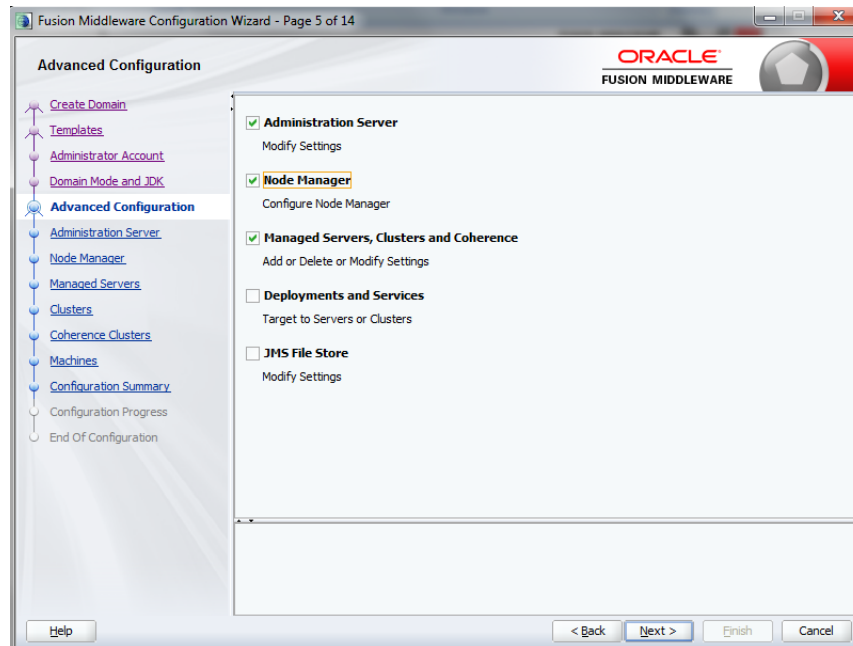 Fusion Middleware Configuration Wizard - Page 5 of 14
Advanced Configuration
ORACLE
FUSION MIDDLEWARE
Create Domain
Templates
Administrator Account
Domain Mode and JDK
Advanced Configuration
Administration Server
Node Manager
Managed Servers
Clusters
Coherence Clusters
Machines
Configuration Summary
Configuration Progress
End Of Configuration
Administration Server
Modify Settings
Node Manager
Configure Node Manager
Managed Servers, Clusters and Coherence
Add or Delete or Modify Settings
Deployments and Services
Target to Servers or Clusters
JMS File Store
Modify Settings
Help
< Back
Next >
Finish
Cancel